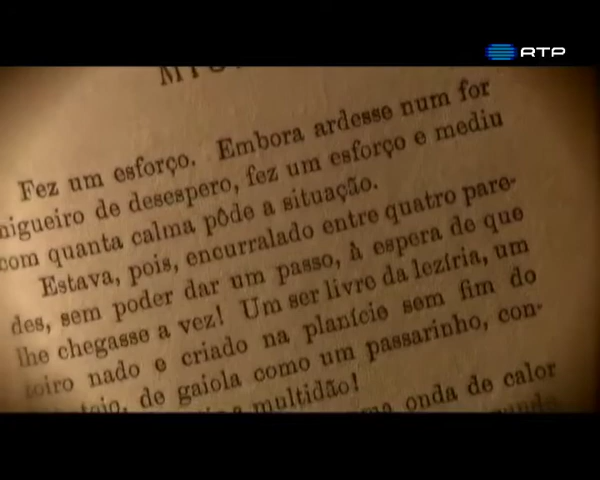 RTP
Fez um esforço. Embora ardesse num for
nigueiro de desespero, fez um esforço e mediu
com quanta calma pôde a situação.
Estava, pois, encurralado entre quatro pare-
des, sem poder dar um passo, à espera de que
lhe chegasse a vez! Um ser livre da lezíria, um
toiro nado e criado na planície sem fim do
de gaiola como um passarinho, con-
multidão!
onda de calor